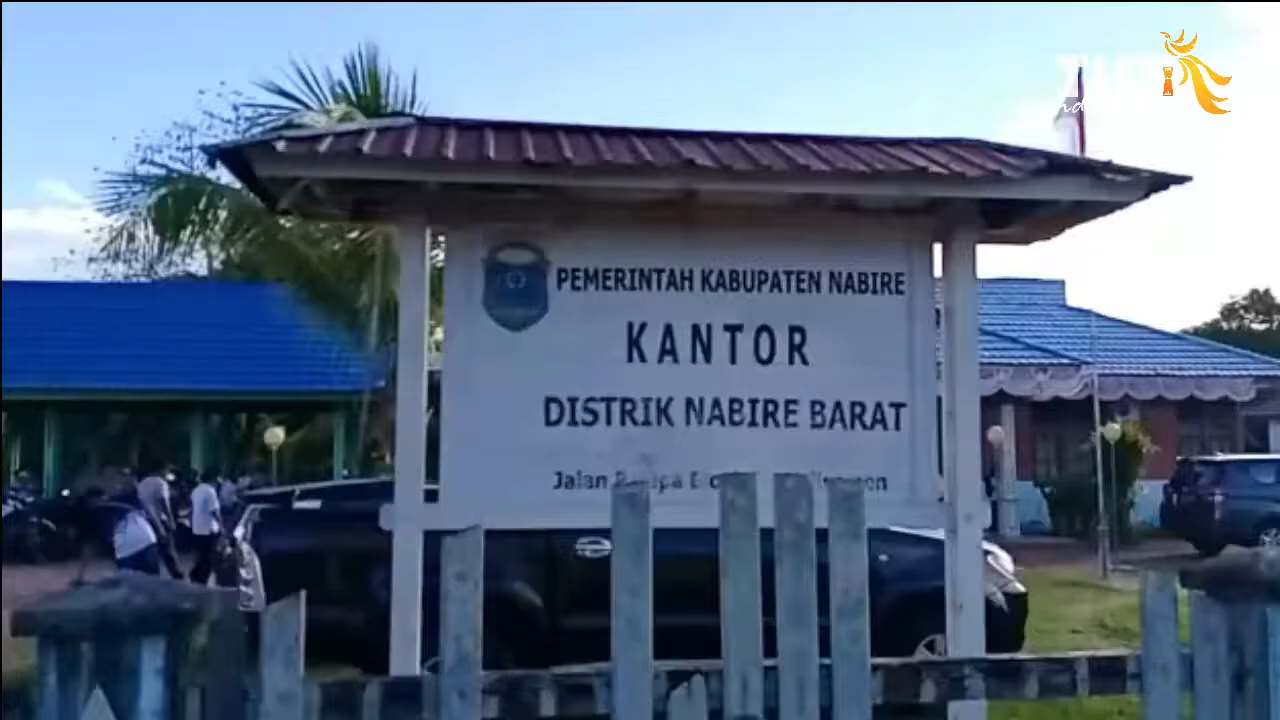 PEMERINTAH KABUPATEN NABIRE
KANTOR
DISTRIK NABIRE BARAT
Jalan